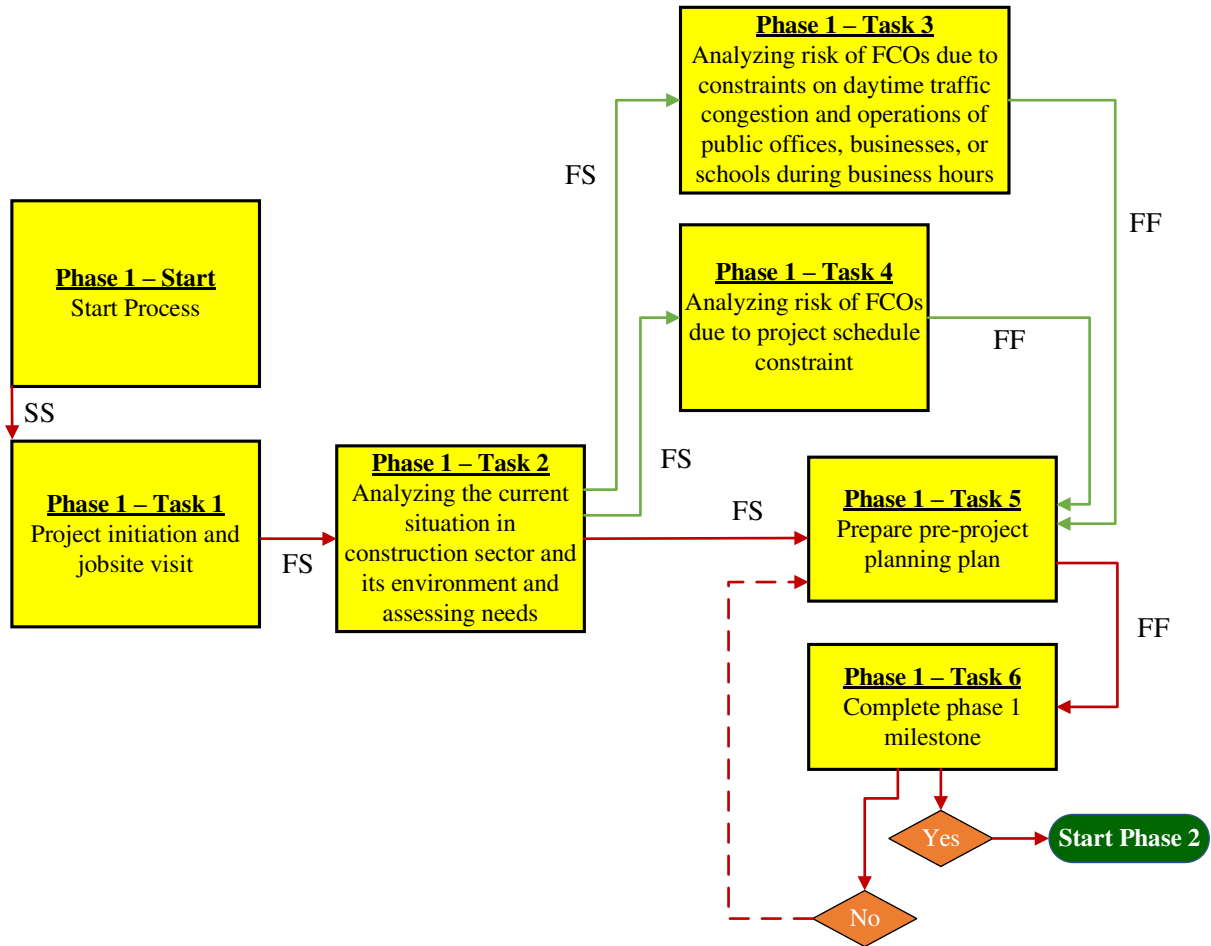 Phase 1 – Task 3
Analyzing risk of FCOs due to
constraints on daytime traffic
congestion and operations of
public offices, businesses, or
schools during business hours
FS
FF
Phase 1 – Start
Start Process
Phase 1 – Task 4
Analyzing risk of FCOs
due to project schedule
constraint
FF
SS
FS
Phase 1 – Task 1
Project initiation and
jobsite visit
FS
Phase 1 – Task 2
Analyzing the current
situation in
construction sector and
its environment and
assessing needs
FS
Phase 1 – Task 5
Prepare pre-project
planning plan
FF
Phase 1 – Task 6
Complete phase 1
milestone
Yes
Start Phase 2
No